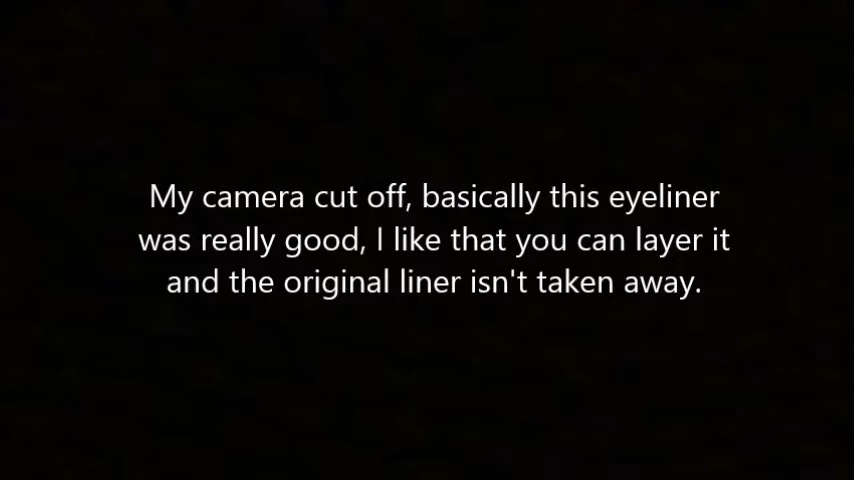 My camera cut off, basically this eyeliner
was really good, I like that you can layer it
and the original liner isn't taken away.